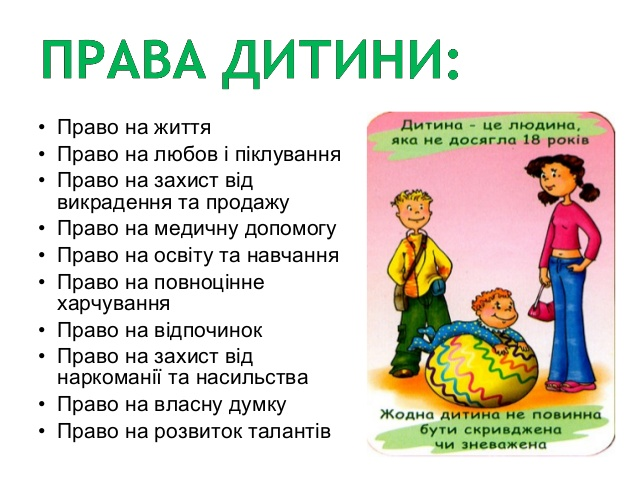 ПРАВА ДИТИНИ:
• Право на життя
• Право на любов і піклування
• Право на захист від
викрадення та продажу
• Право на медичну допомогу
• Право на освіту та навчання
• Право на повноцінне
харчування
• Право на відпочинок
• Право на захист від
наркоманії та насильства
• Право на власну думку
• Право на розвиток талантів
Дитина - це людина,
яка не досягла 18 років
Жодна дитина не повинна
бути скривджена
чи зневажена